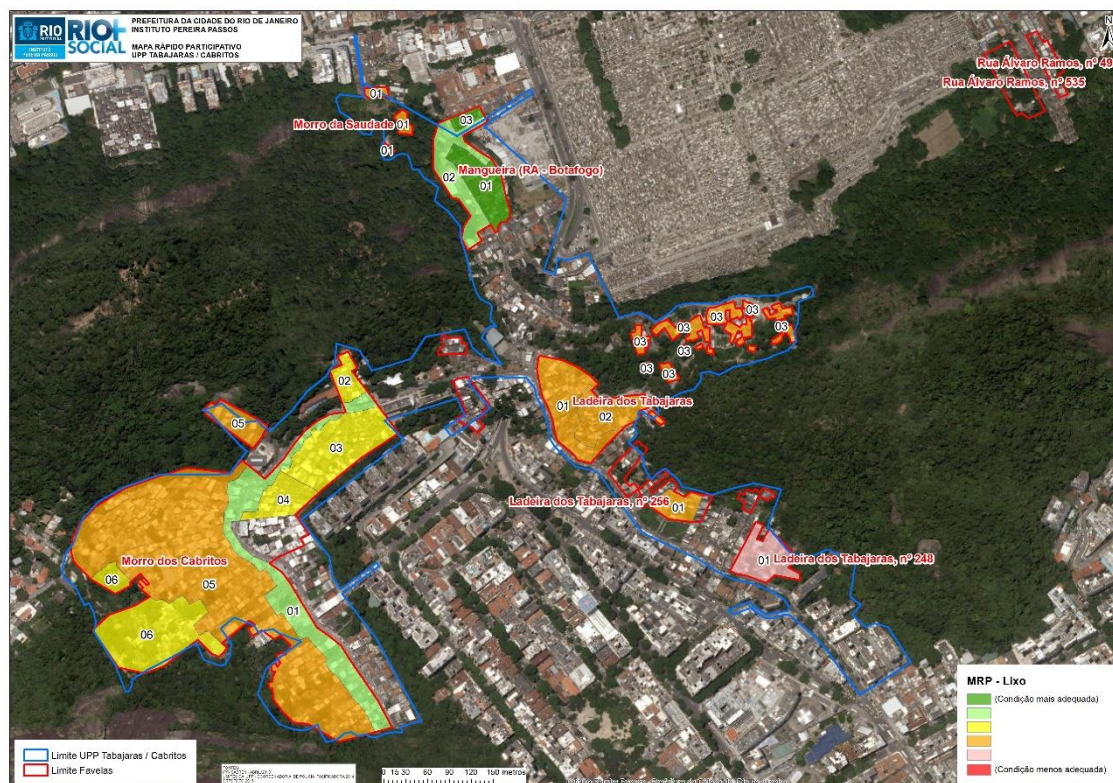 RIO
PREFEITURA
INSTITUTO
PEREIRA PASSOS
RIO+
SOCIAL
PREFEITURA DA CIDADE DO RIO DE JANEIRO
INSTITUTO PEREIRA PASSOS
MAPA RÁPIDO PARTICIPATIVO
UPP TABAJARAS / CABRITOS
N
Rua Álvaro Ramos, nº 49
Rua Álvaro Ramos, nº 535
01
Morro da Saudade
01
03
01
Mangueira (RA - Botafogo)
02
01
03
03
03
03
03
03
03
03
03
02
01
Ladeira dos Tabajaras
02
05
03
04
Ladeira dos Tabajaras, nº 256
01
Morro dos Cabritos
01
Ladeira dos Tabajaras, nº 248
06
05
01
06
MRP - Lixo
(Condição mais adequada)
(Condição menos adequada)
Limite UPP Tabajaras / Cabritos
Limite Favelas
0 15 30 60 90 120 150 metros